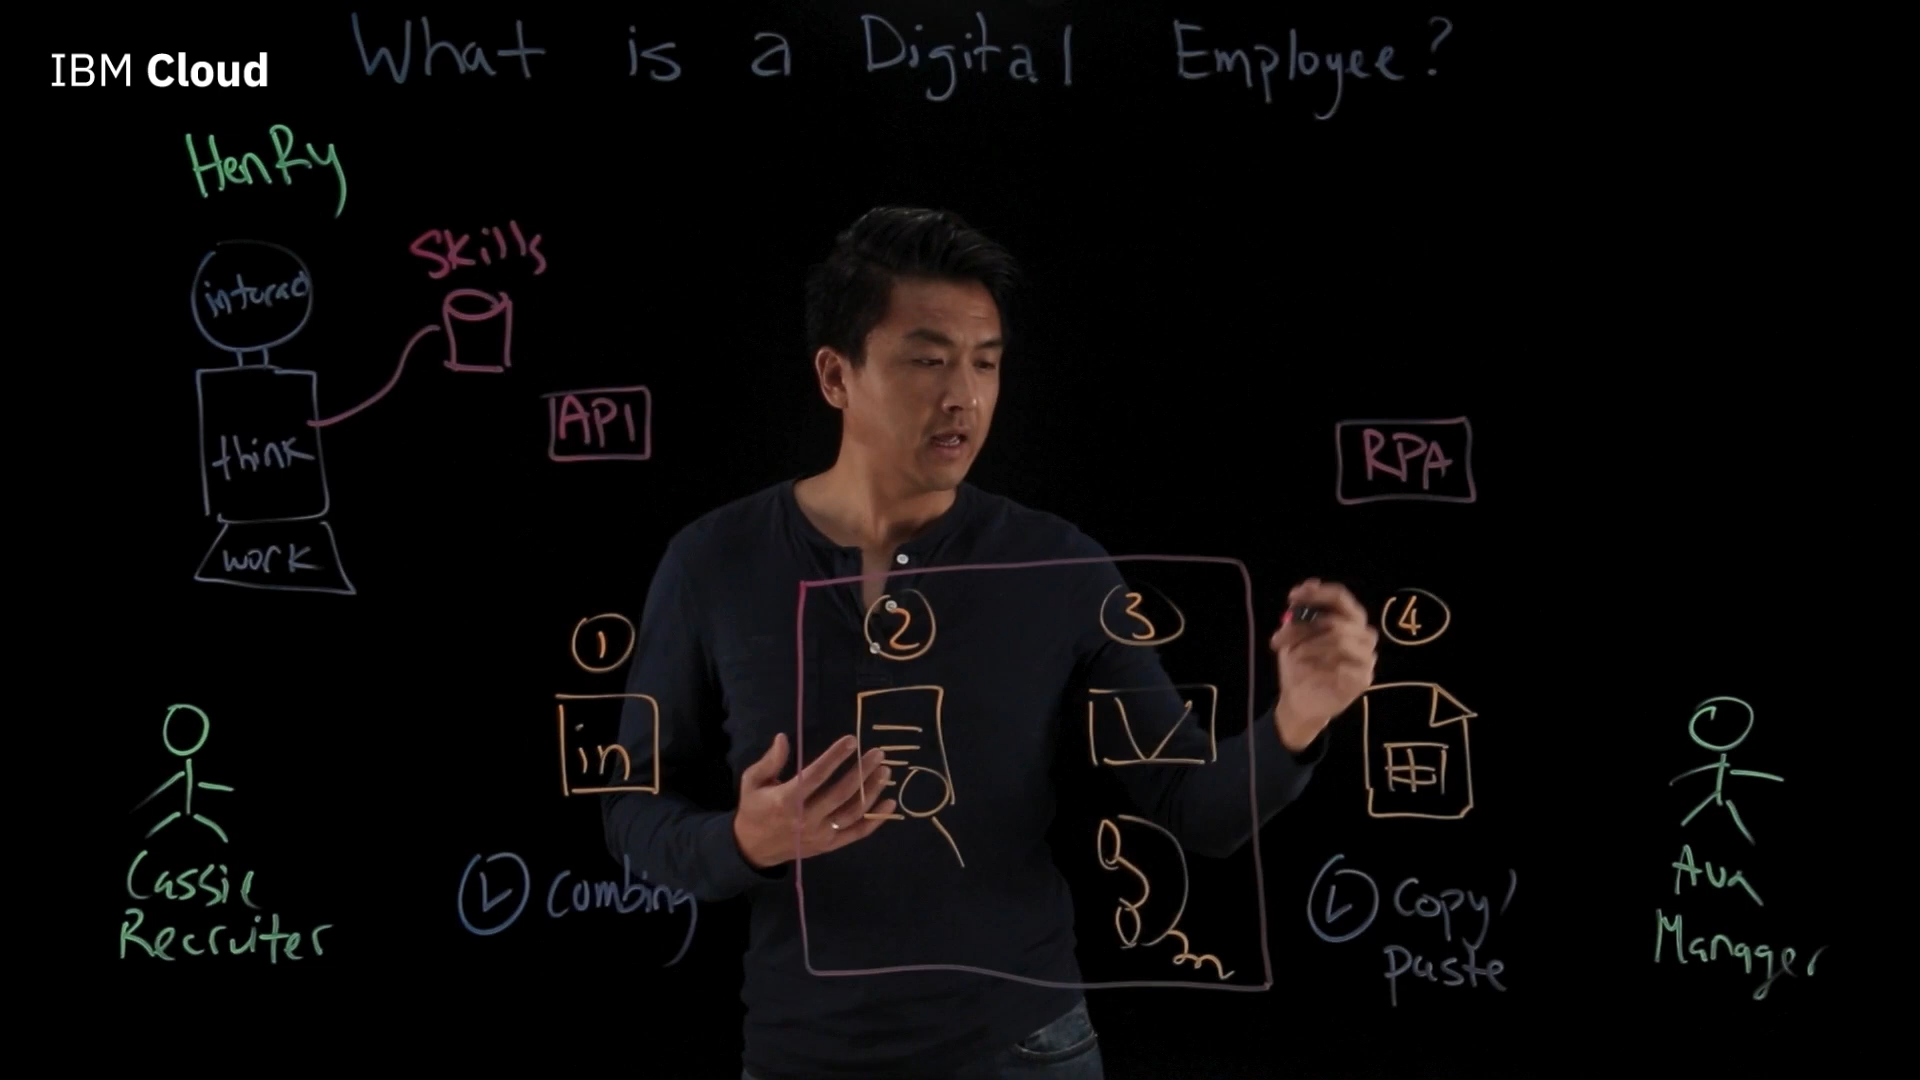 IBM Cloud
What is a Digital Employee?
HenRy
Skills
interact
API
RPA
think
work
1
2
3
4
in
Cassie
Recruiter
Combing
Copy/
paste
Ava
Manager